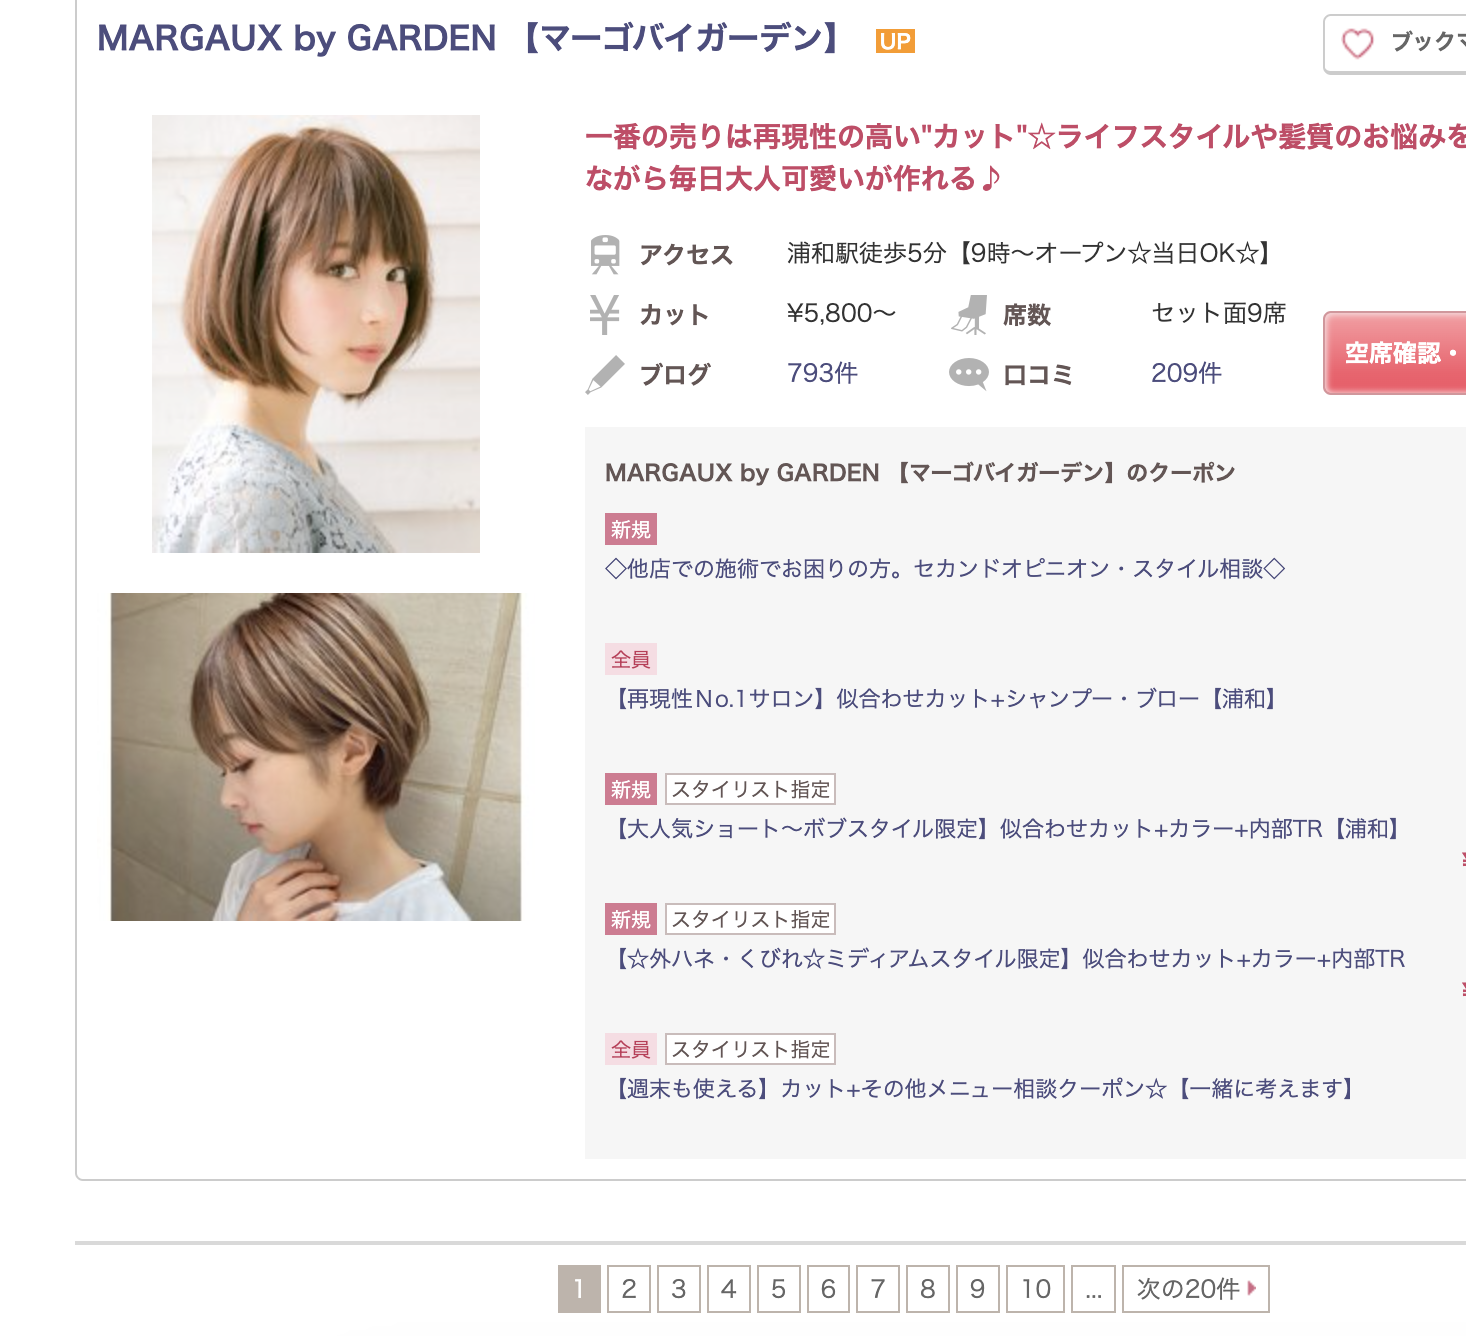 MARGAUX by GARDEN 【マーゴバイガーデン】 UP
ブックマ
一番の売りは再現性の高い"カット"☆ライフスタイルや髪質のお悩みを
ながら毎日大人可愛いが作れる♪
アクセス 浦和駅徒歩5分【9時～オープン☆当日OK☆】
カット ¥5,800～ 席数 セット面9席
空席確認・
ブログ 793件 口コミ 209件
MARGAUX by GARDEN 【マーゴバイガーデン】のクーポン
新規
◇他店での施術でお困りの方。セカンドオピニオン・スタイル相談◇
全員
【再現性Ｎo.1サロン】似合わせカット+シャンプー・ブロー【浦和】
新規 スタイリスト指定
【大人気ショート～ボブスタイル限定】似合わせカット+カラー+内部TR【浦和】
新規 スタイリスト指定
【☆外ハネ・くびれ☆ミディアムスタイル限定】似合わせカット+カラー+内部TR
全員 スタイリスト指定
【週末も使える】カット+その他メニュー相談クーポン☆【一緒に考えます】
1 2 3 4 5 6 7 8 9 10 ... 次の20件